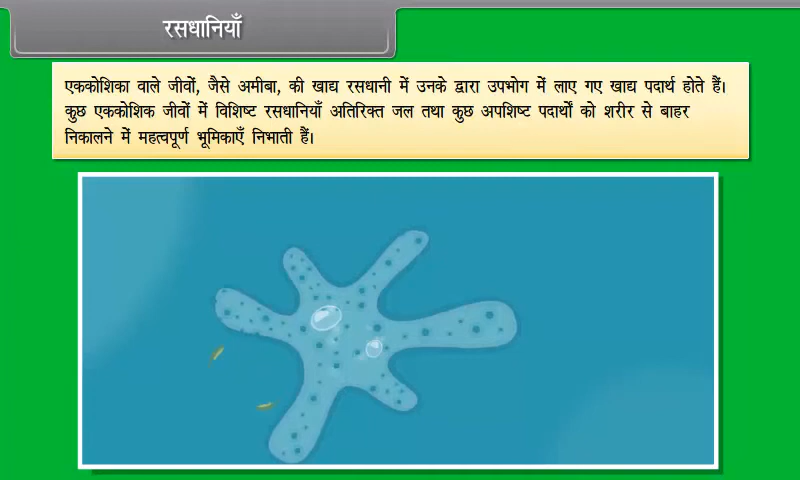 रसधानियाँ
एककोशिका वाले जीवों, जैसे अमीबा, की खाद्य रसधानी में उनके द्वारा उपभोग में लाए गए खाद्य पदार्थ होते हैं।
कुछ एककोशिक जीवों में विशिष्ट रसधानियाँ अतिरिक्त जल तथा कुछ अपशिष्ट पदार्थों को शरीर से बाहर
निकालने में महत्वपूर्ण भूमिकाएँ निभाती हैं।